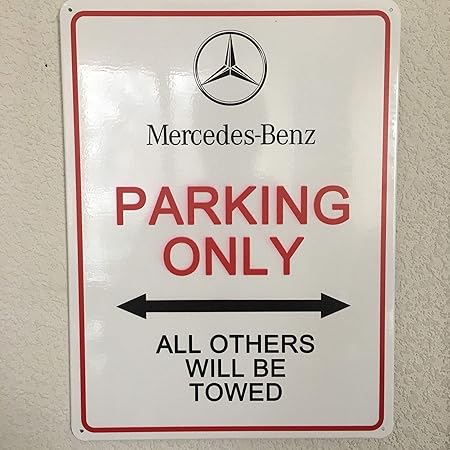 Mercedes-Benz
PARKING
ONLY
ALL OTHERS
WILL BE
TOWED